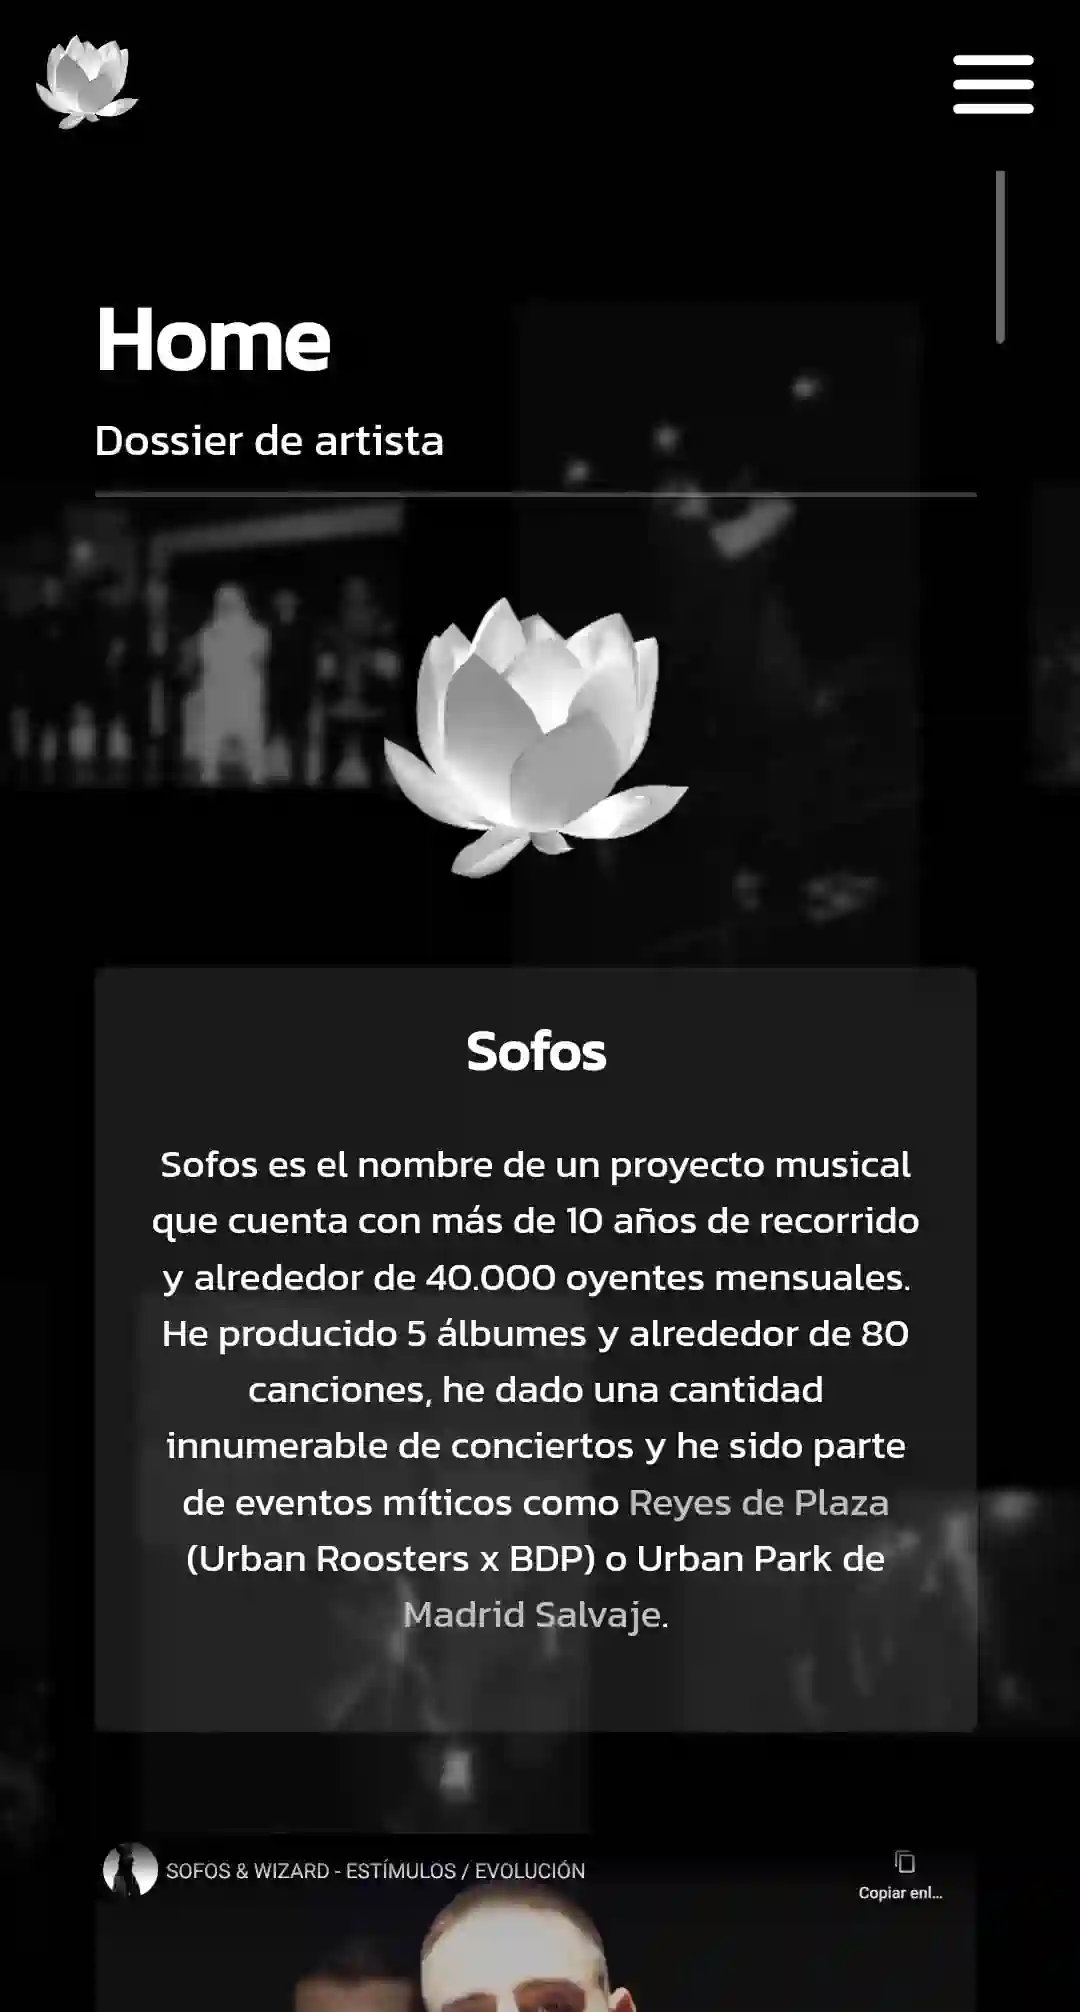 Home
Dossier de artista
Sofos
Sofos es el nombre de un proyecto musical
que cuenta con más de 10 años de recorrido
y alrededor de 40.000 oyentes mensuales.
He producido 5 álbumes y alrededor de 80
canciones, he dado una cantidad
innumerable de conciertos y he sido parte
de eventos míticos como Reyes de Plaza
(Urban Roosters x BDP) o Urban Park de
Madrid Salvaje.
SOFOS & WIZARD - ESTÍMULOS / EVOLUCIÓN
Copiar enl...